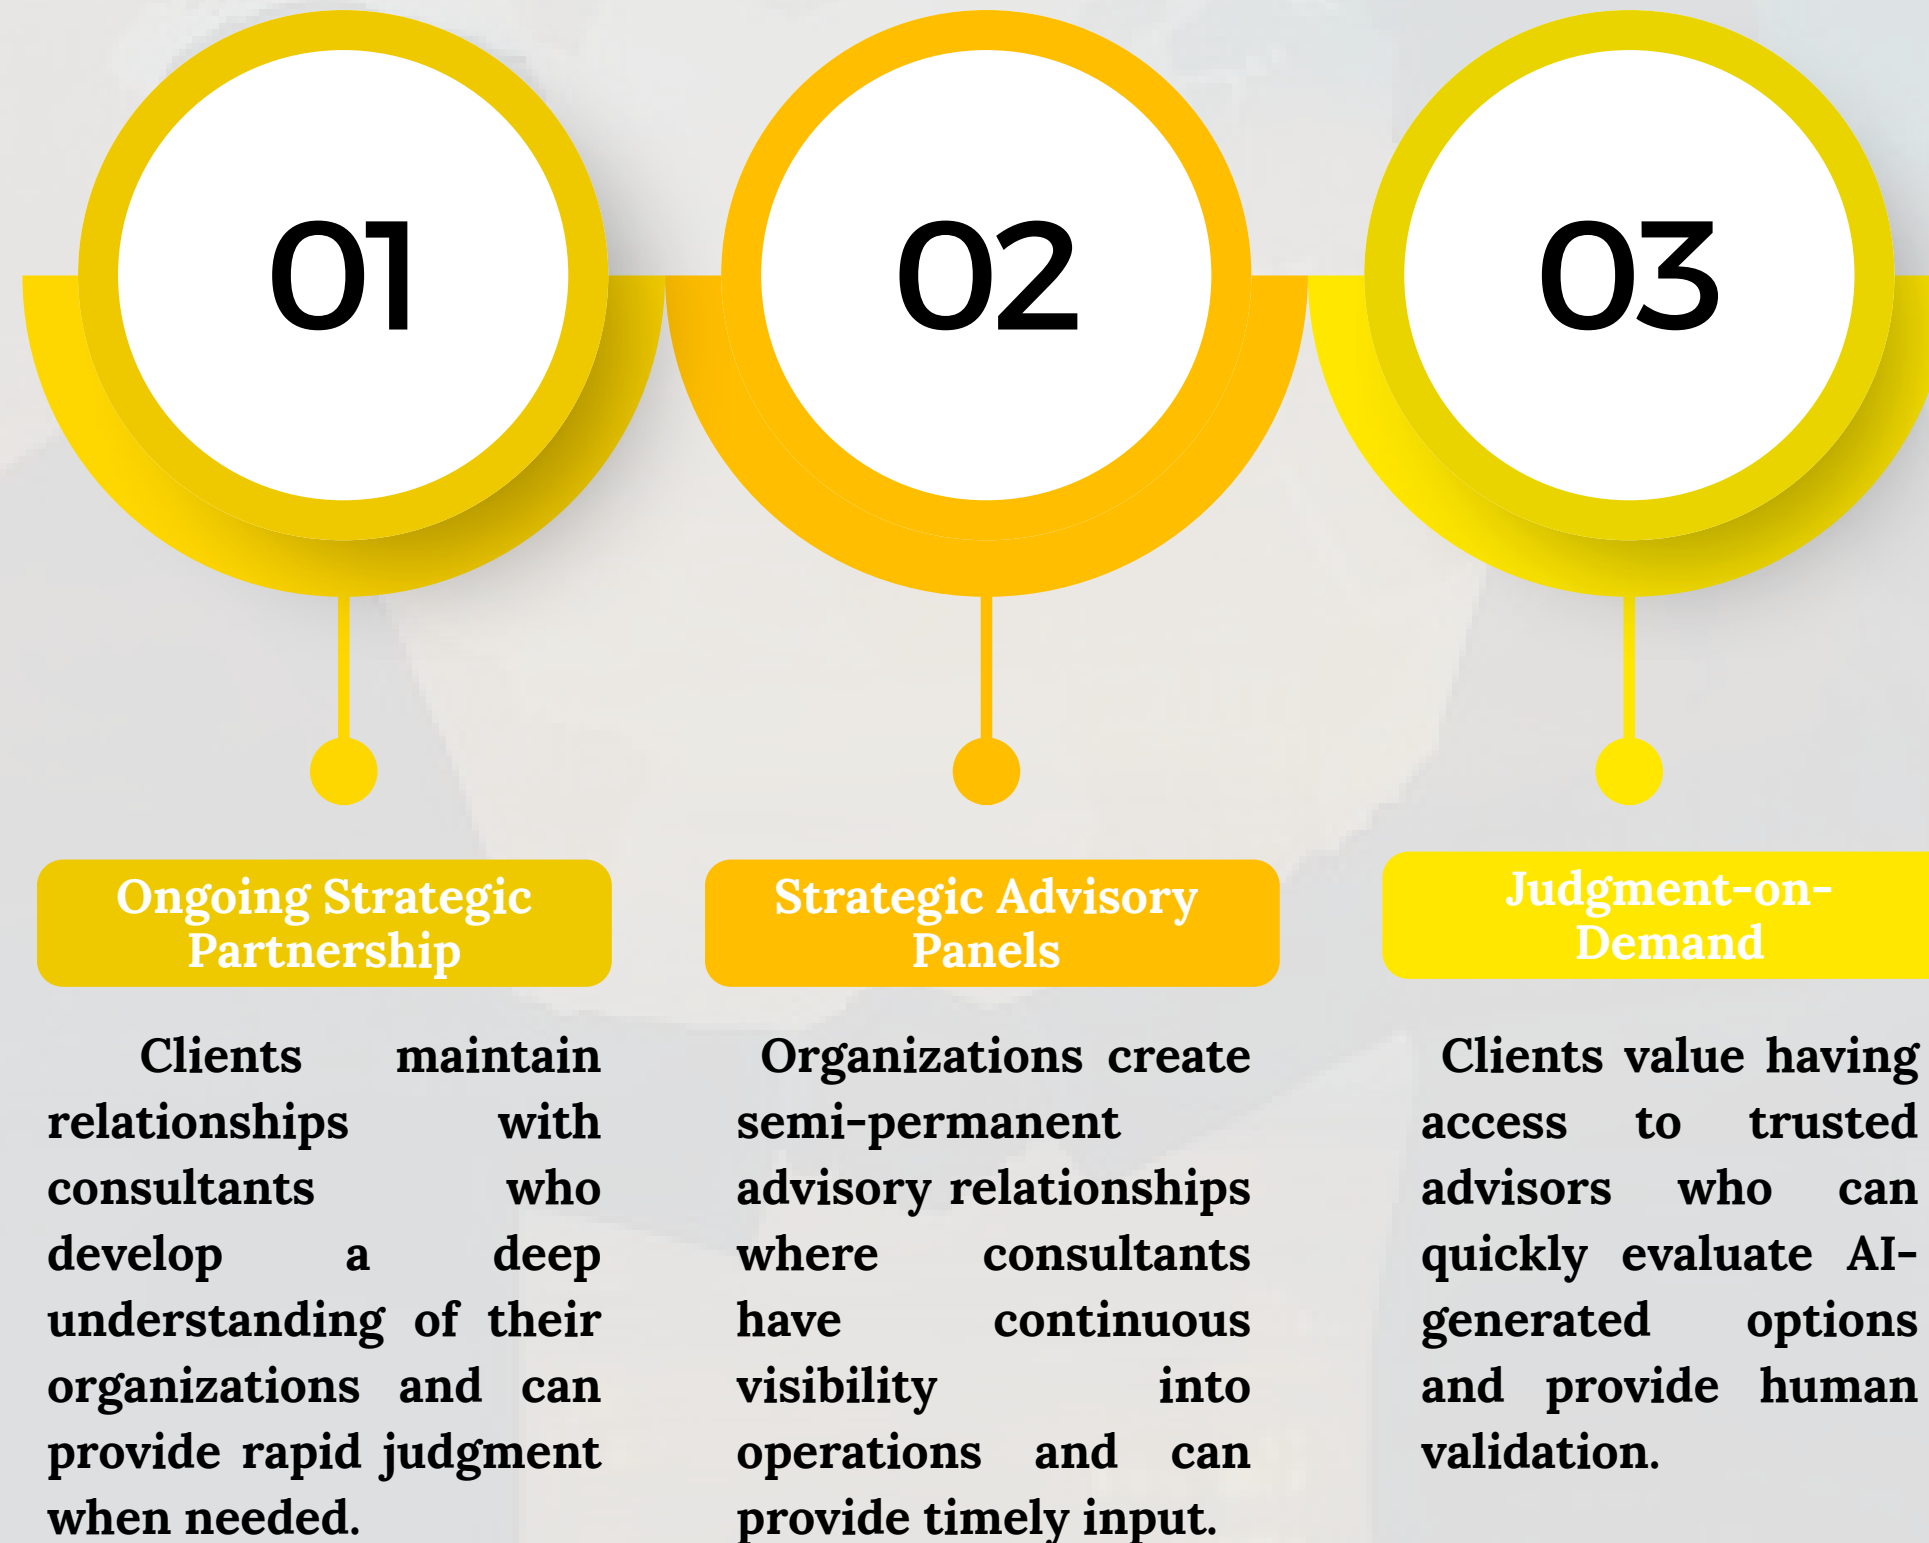 01
Ongoing Strategic
Partnership
Clients maintain
relationships with
consultants who
develop a deep
understanding of their
organizations and can
provide rapid judgment
when needed.
02
Strategic Advisory
Panels
Organizations create
semi-permanent
advisory relationships
where consultants
have continuous
visibility into
operations and can
provide timely input.
03
Judgment-on-
Demand
Clients value having
access to trusted
advisors who can
quickly evaluate AI-
generated options
and provide human
validation.